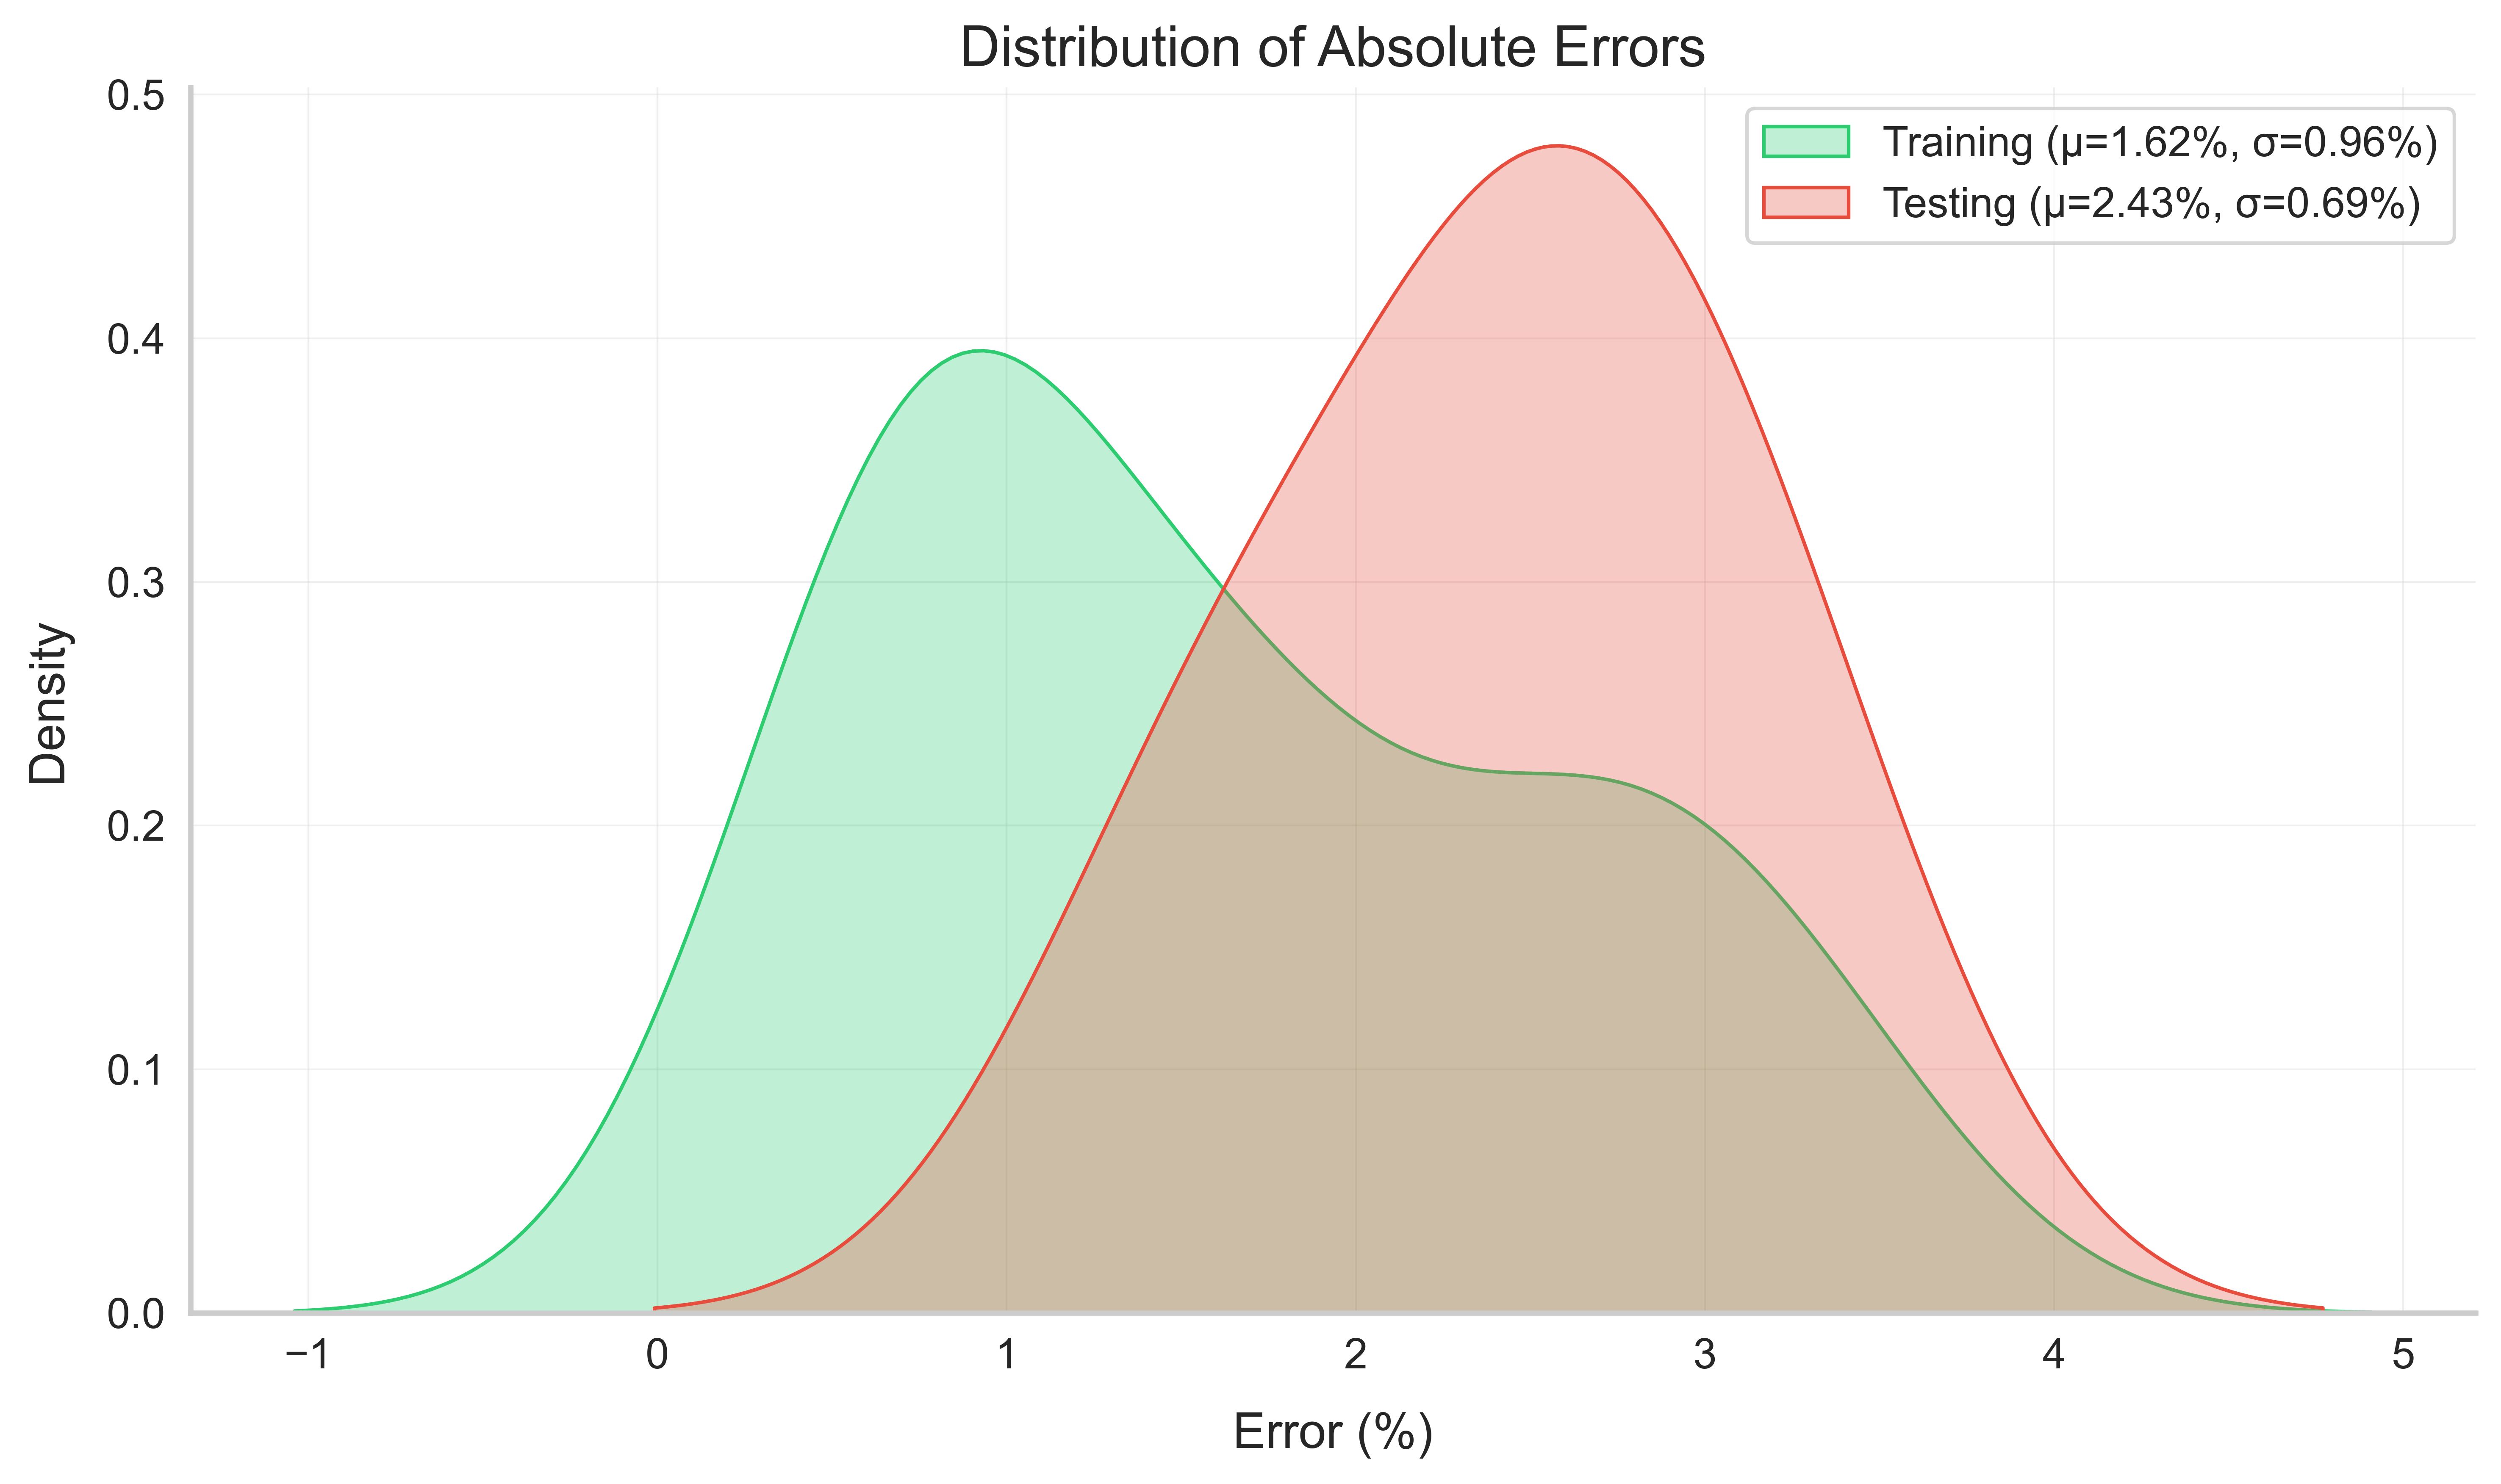 Distribution of Absolute Errors
Training (μ=1.62%, σ=0.96%)
Testing (μ=2.43%, σ=0.69%)
0.5
0.4
0.3
0.2
0.1
0.0
Density
−1
0
1
2
3
4
5
Error (%)